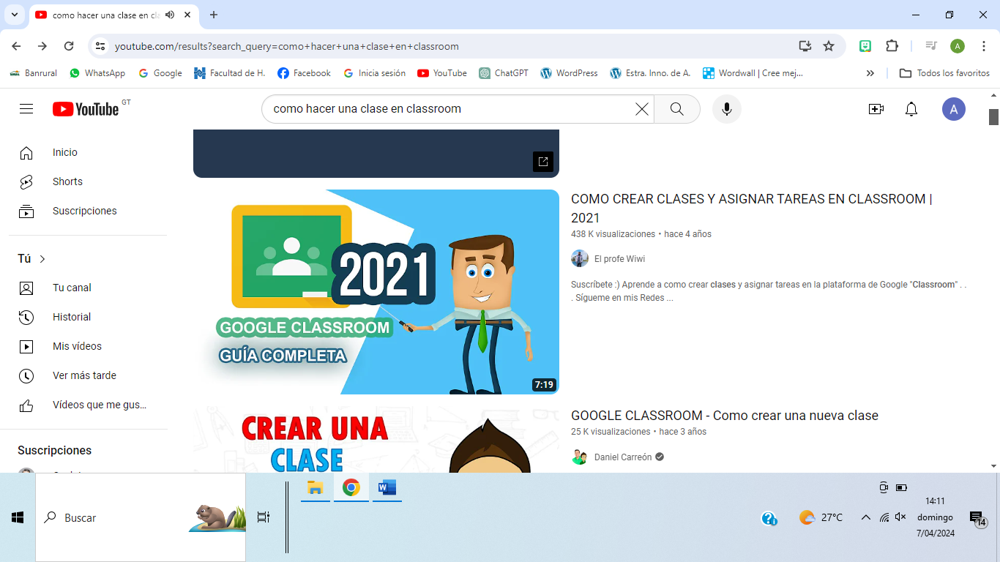 como hacer una clase en cla
youtube.com/results?search_query=como+hacer+una+clase+en+classroom
A
Banrural
WhatsApp
Google
Facultad de H.
Facebook
Inicia sesión
YouTube
ChatGPT
WordPress
Estra. Inno. de A.
Wordwall | Cree mej...
Todos los favoritos
YouTube GT
como hacer una clase en classroom
A
Inicio
Shorts
Suscripciones
Tú
Tu canal
Historial
Mis vídeos
Ver más tarde
Vídeos que me gus...
Suscripciones
2021
GOOGLE CLASSROOM
GUÍA COMPLETA
7:19
COMO CREAR CLASES Y ASIGNAR TAREAS EN CLASSROOM |
2021
438 K visualizaciones • hace 4 años
El profe Wiwi
Suscríbete :) Aprende a como crear clases y asignar tareas en la plataforma de Google "Classroom" . .
. Sígueme en mis Redes ...
CREAR UNA
CLASE
GOOGLE CLASSROOM - Como crear una nueva clase
25 K visualizaciones • hace 3 años
Daniel Carreón
Buscar
27°C
14:11
domingo
7/04/2024
14